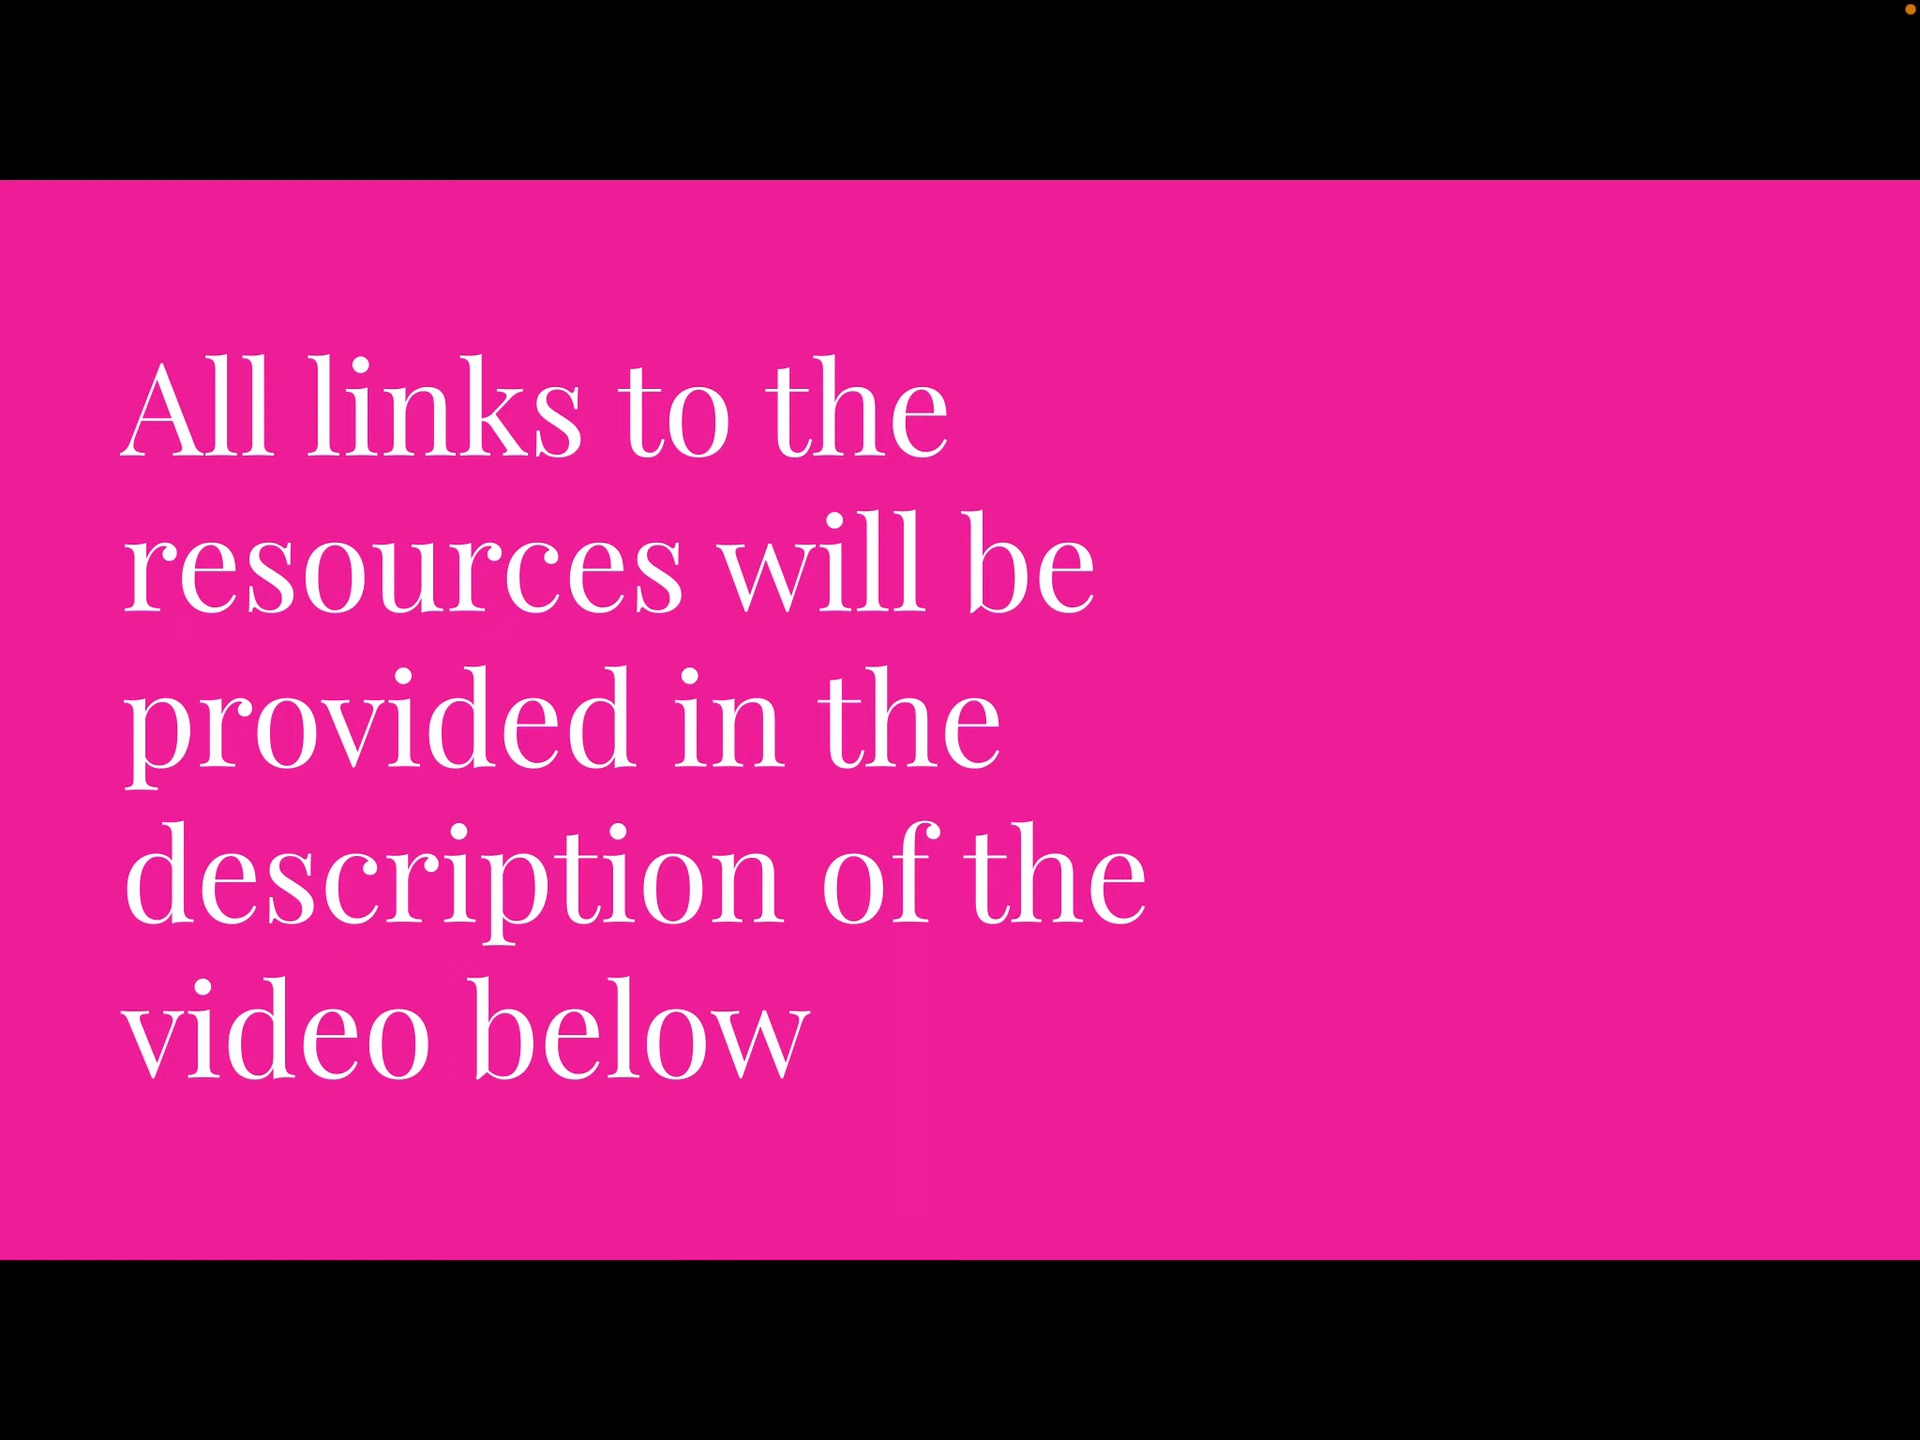 All links to the
resources will be
provided in the
description of the
video below